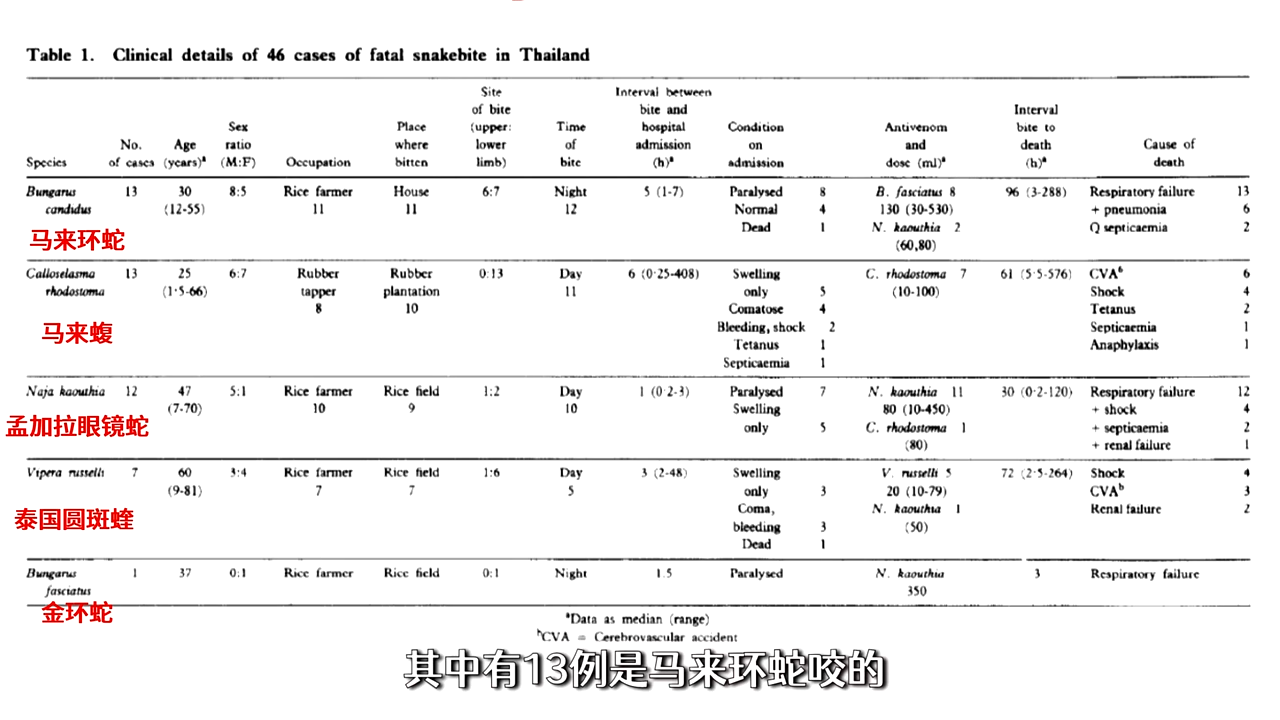 Table 1. Clinical details of 46 cases of fatal snakebite in Thailand
Species
No. of cases
Age (years)ᵃ
Sex ratio (M:F)
Occupation
Place where bitten
Site of bite (upper: lower limb)
Time of bite
Interval between bite and hospital admission (h)ᵃ
Condition on admission
Antivenom and dose (ml)ᵃ
Interval bite to death (h)ᵃ
Cause of death
Bungarus 13 30 8:5 Rice farmer House 6:7 Night 5 (1-7) Paralysed 8 B. fasciatus 8 96 (3-288) Respiratory failure 13
candidus (12-55) 11 11 12 Normal 4 130 (30-530) + pneumonia 6
Dead 1 N. kaouthia 2 Q septicaemia 2
马来环蛇 (60,80)
Calloselasma 13 25 6:7 Rubber Rubber 0:13 Day 6 (0·25-408) Swelling C. rhodostoma 7 61 (5·5-576) CVAᵇ 6
rhodostoma (1·5-66) tapper plantation 11 only 5 (10-100) Shock 4
8 10 Comatose 4 Tetanus 2
马来蝮 Bleeding, shock 2 Septicaemia 1
Tetanus 1 Anaphylaxis 1
Septicaemia 1
Naja kaouthia 12 47 5:1 Rice farmer Rice field 1:2 Day 1 (0·2-3) Paralysed 7 N. kaouthia 11 30 (0·2-120) Respiratory failure 12
(7-70) 10 9 10 Swelling 80 (10-450) + shock 4
孟加拉眼镜蛇 only 5 C. rhodostoma 1 + septicaemia 2
(80) + renal failure 1
Vipera russelli 7 60 3:4 Rice farmer Rice field 1:6 Day 3 (2-48) Swelling V. russelli 5 72 (2·5-264) Shock 4
(9-81) 7 7 5 only 3 20 (10-79) CVAᵇ 3
泰国圆斑蝰 Coma, N. kaouthia 1 Renal failure 2
bleeding 3 (50)
Dead 1
Bungarus 1 37 0:1 Rice farmer Rice field 0:1 Night 1.5 Paralysed N. kaouthia 3 Respiratory failure
fasciatus 350
金环蛇
ᵃData as median (range)
ᵇCVA = Cerebrovascular accident
其中有13例是马来环蛇咬的